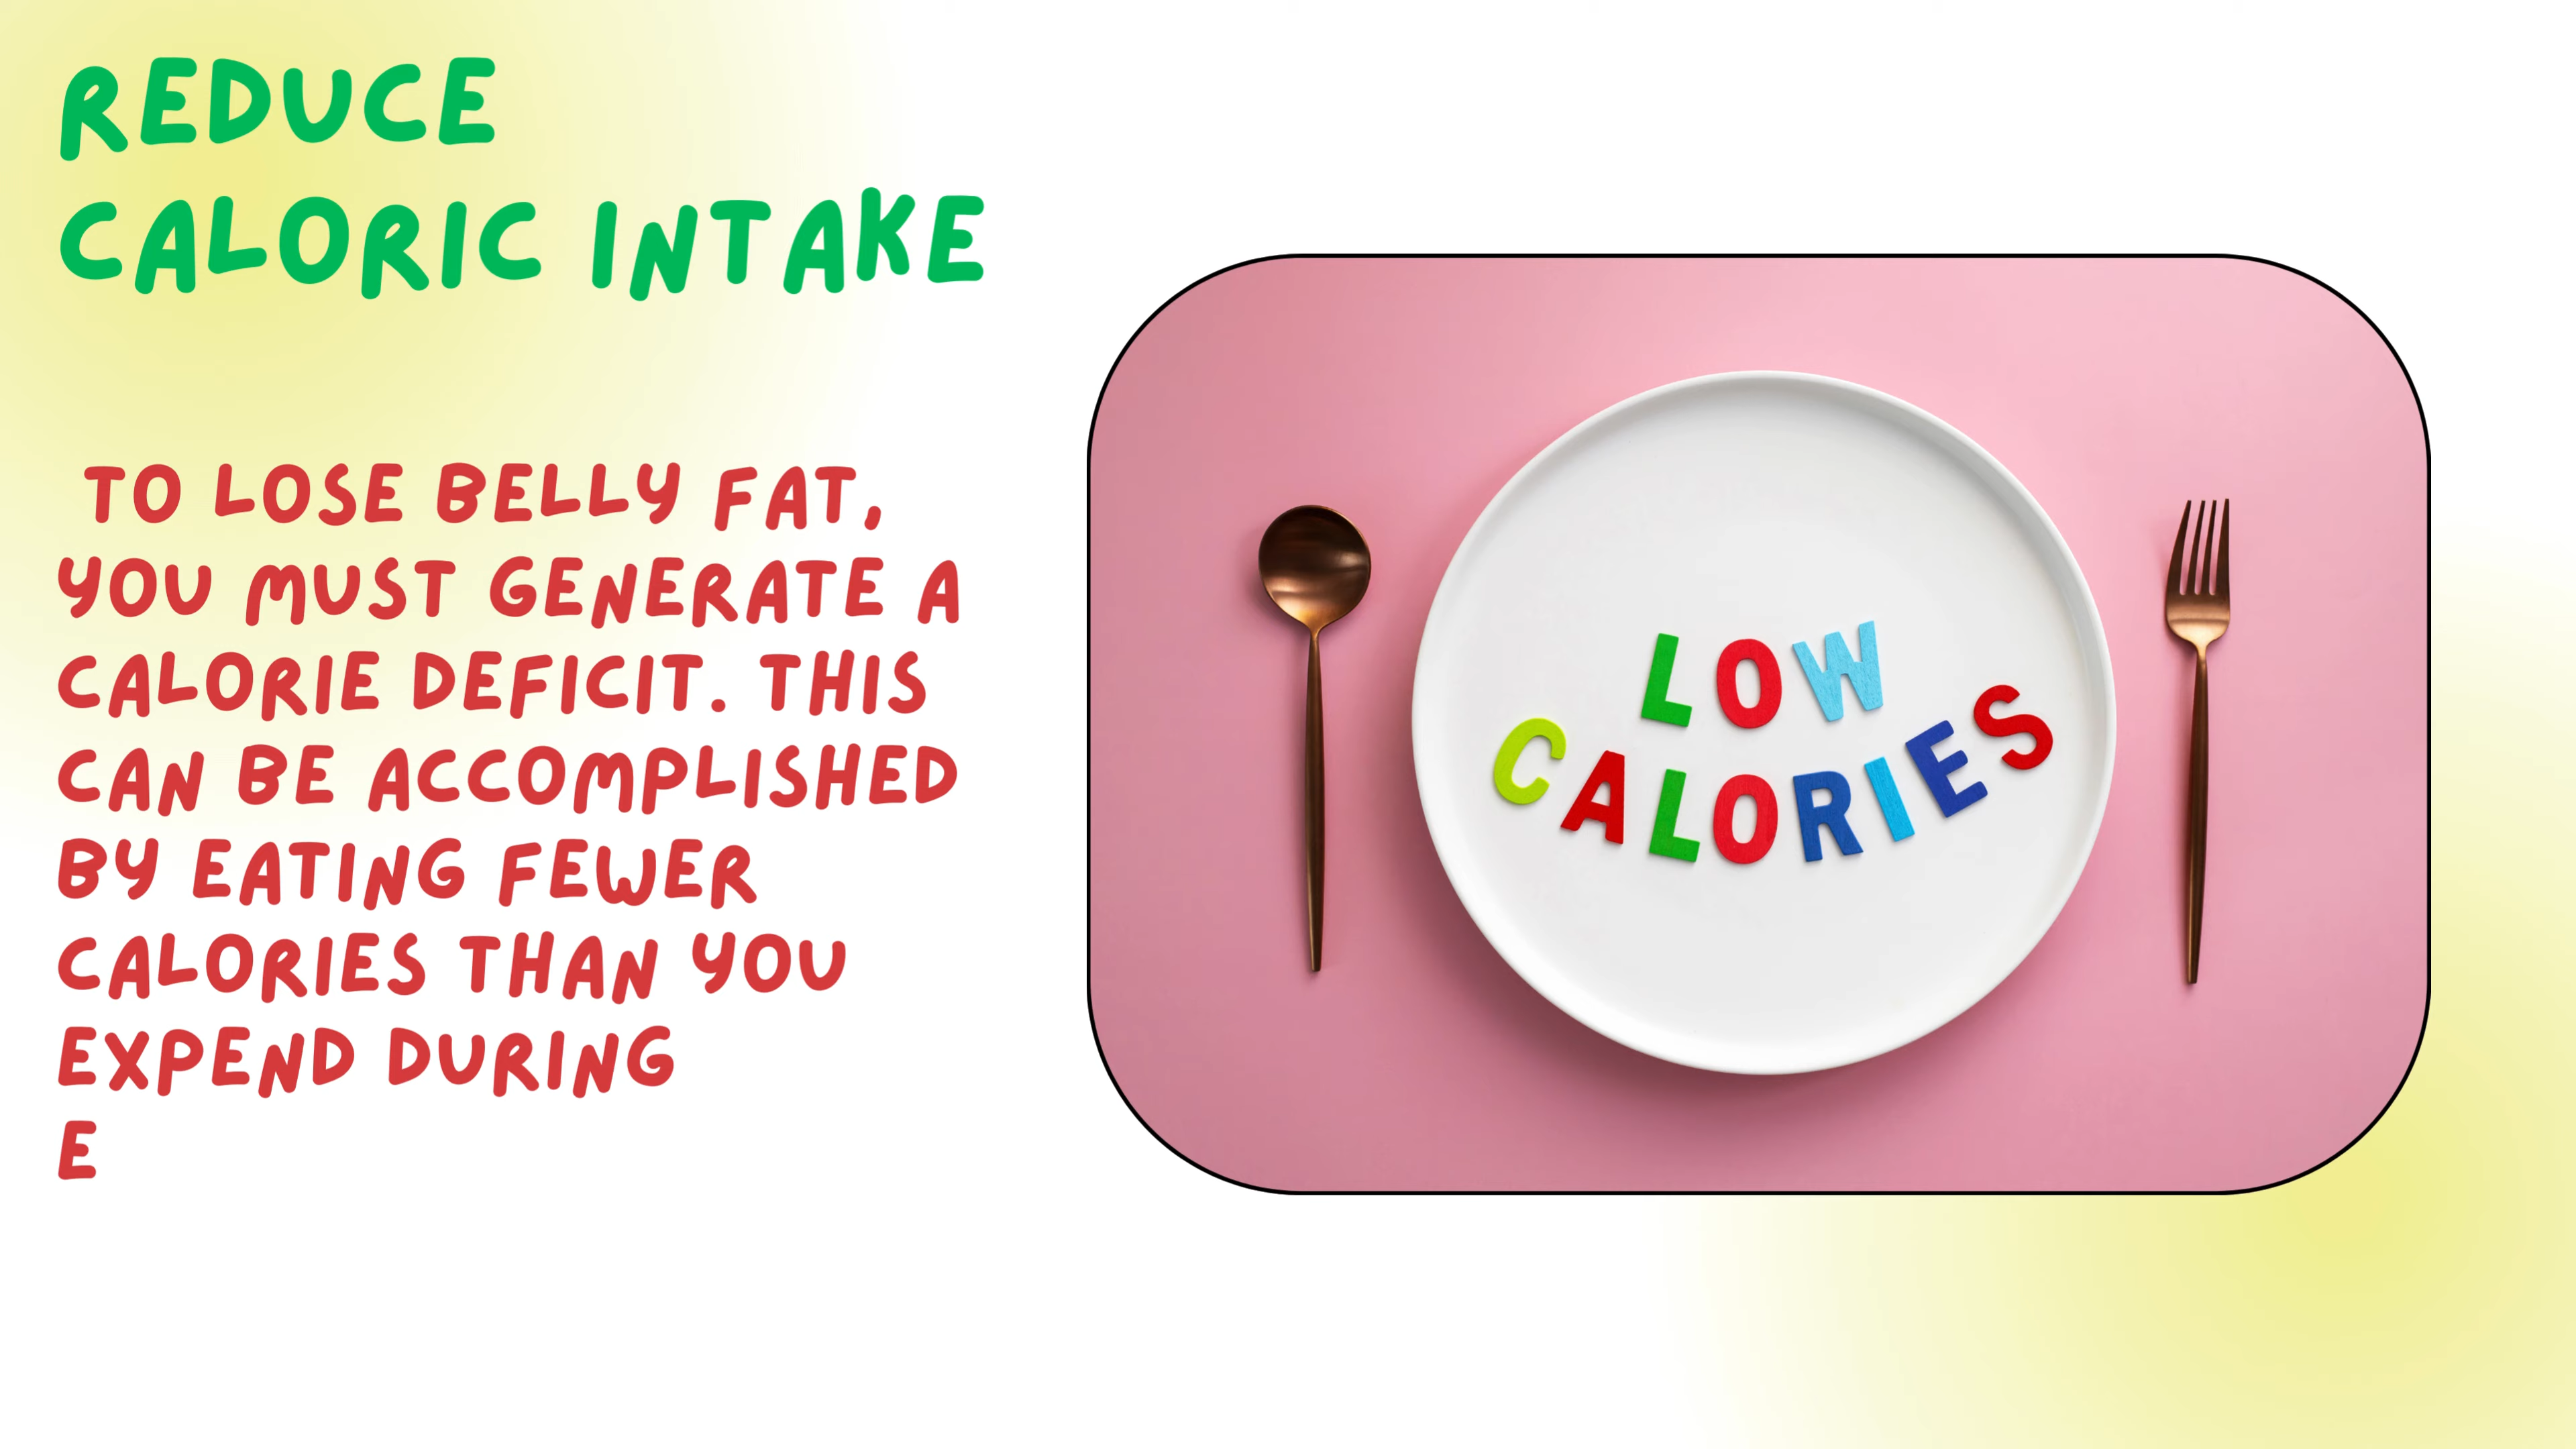 REDUCE
CALORIC INTAKE
TO LOSE BELLY FAT,
YOU MUST GENERATE A
CALORIE DEFICIT. THIS
CAN BE ACCOMPLISHED
BY EATING FEWER
CALORIES THAN YOU
EXPEND DURING
E
LOW
CALORIES